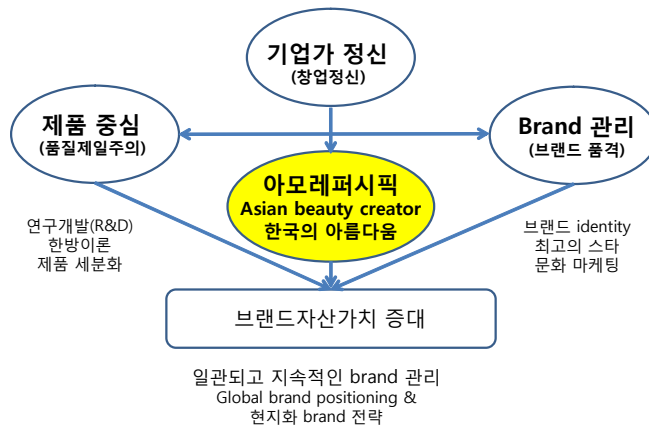 기업가 정신
(창업정신)
제품 중심
(품질제일주의)
Brand 관리
(브랜드 품격)
아모레퍼시픽
Asian beauty creator
한국의 아름다움
연구개발(R&D)
한방이론
제품 세분화
브랜드 identity
최고의 스타
문화 마케팅
브랜드자산가치 증대
일관되고 지속적인 brand 관리
Global brand positioning &
현지화 brand 전략